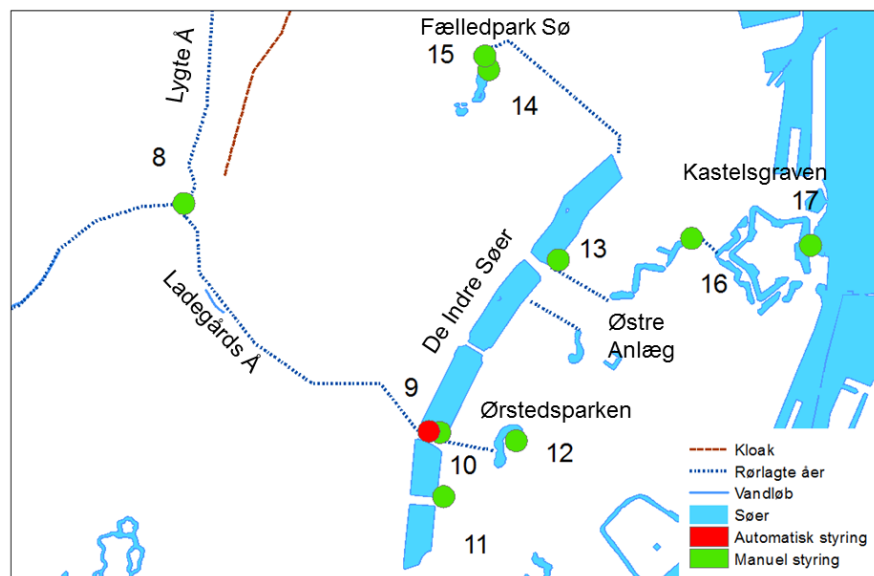 Fælledpark Sø
15
Lygte Å
14
8
Kastelsgraven
17
13
De Indre Søer
16
Ladegårds Å
Østre
Anlæg
9
Ørstedsparken
10
12
11
Kloak
Rørlagte åer
Vandløb
Søer
Automatisk styring
Manuel styring